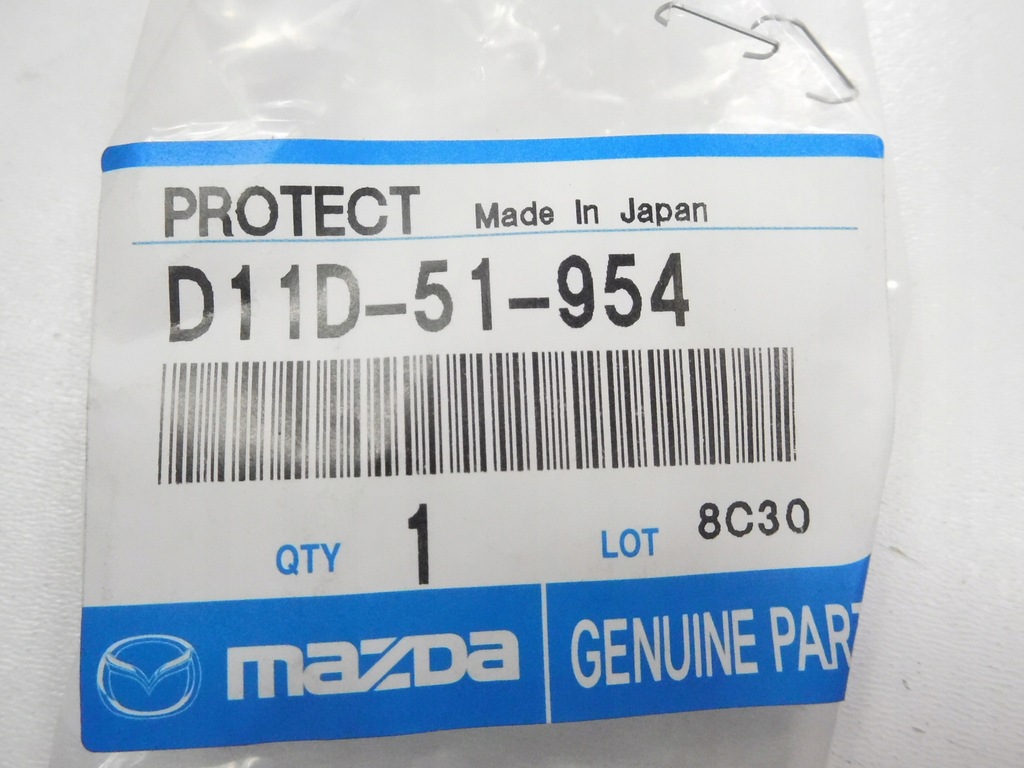 PROTECT Made In Japan
D11D-51-954
QTY 1 LOT 8C30
mazda GENUINE PART